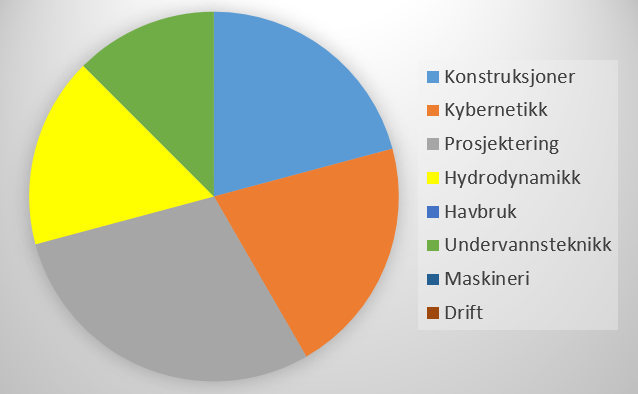 Konstruksjoner
Kybernetikk
Prosjektering
Hydrodynamikk
Havbruk
Undervannsteknikk
Maskineri
Drift